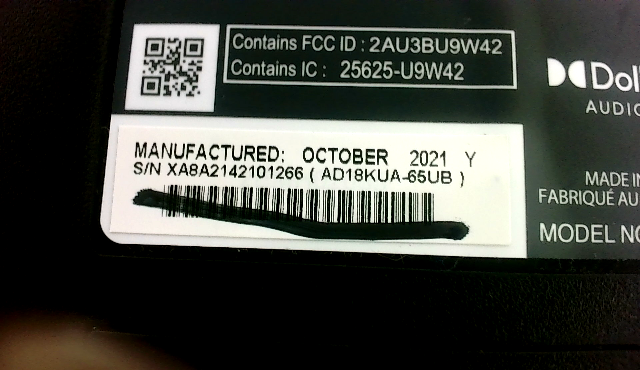 Contains FCC ID : 2AU3BU9W42
Contains IC : 25625-U9W42
AUDIO
MANUFACTURED: OCTOBER 2021 Y
S/N XA8A2142101266 ( AD18KUA-65UB )
MADE IN
FABRIQUÉ AU
MODEL NO